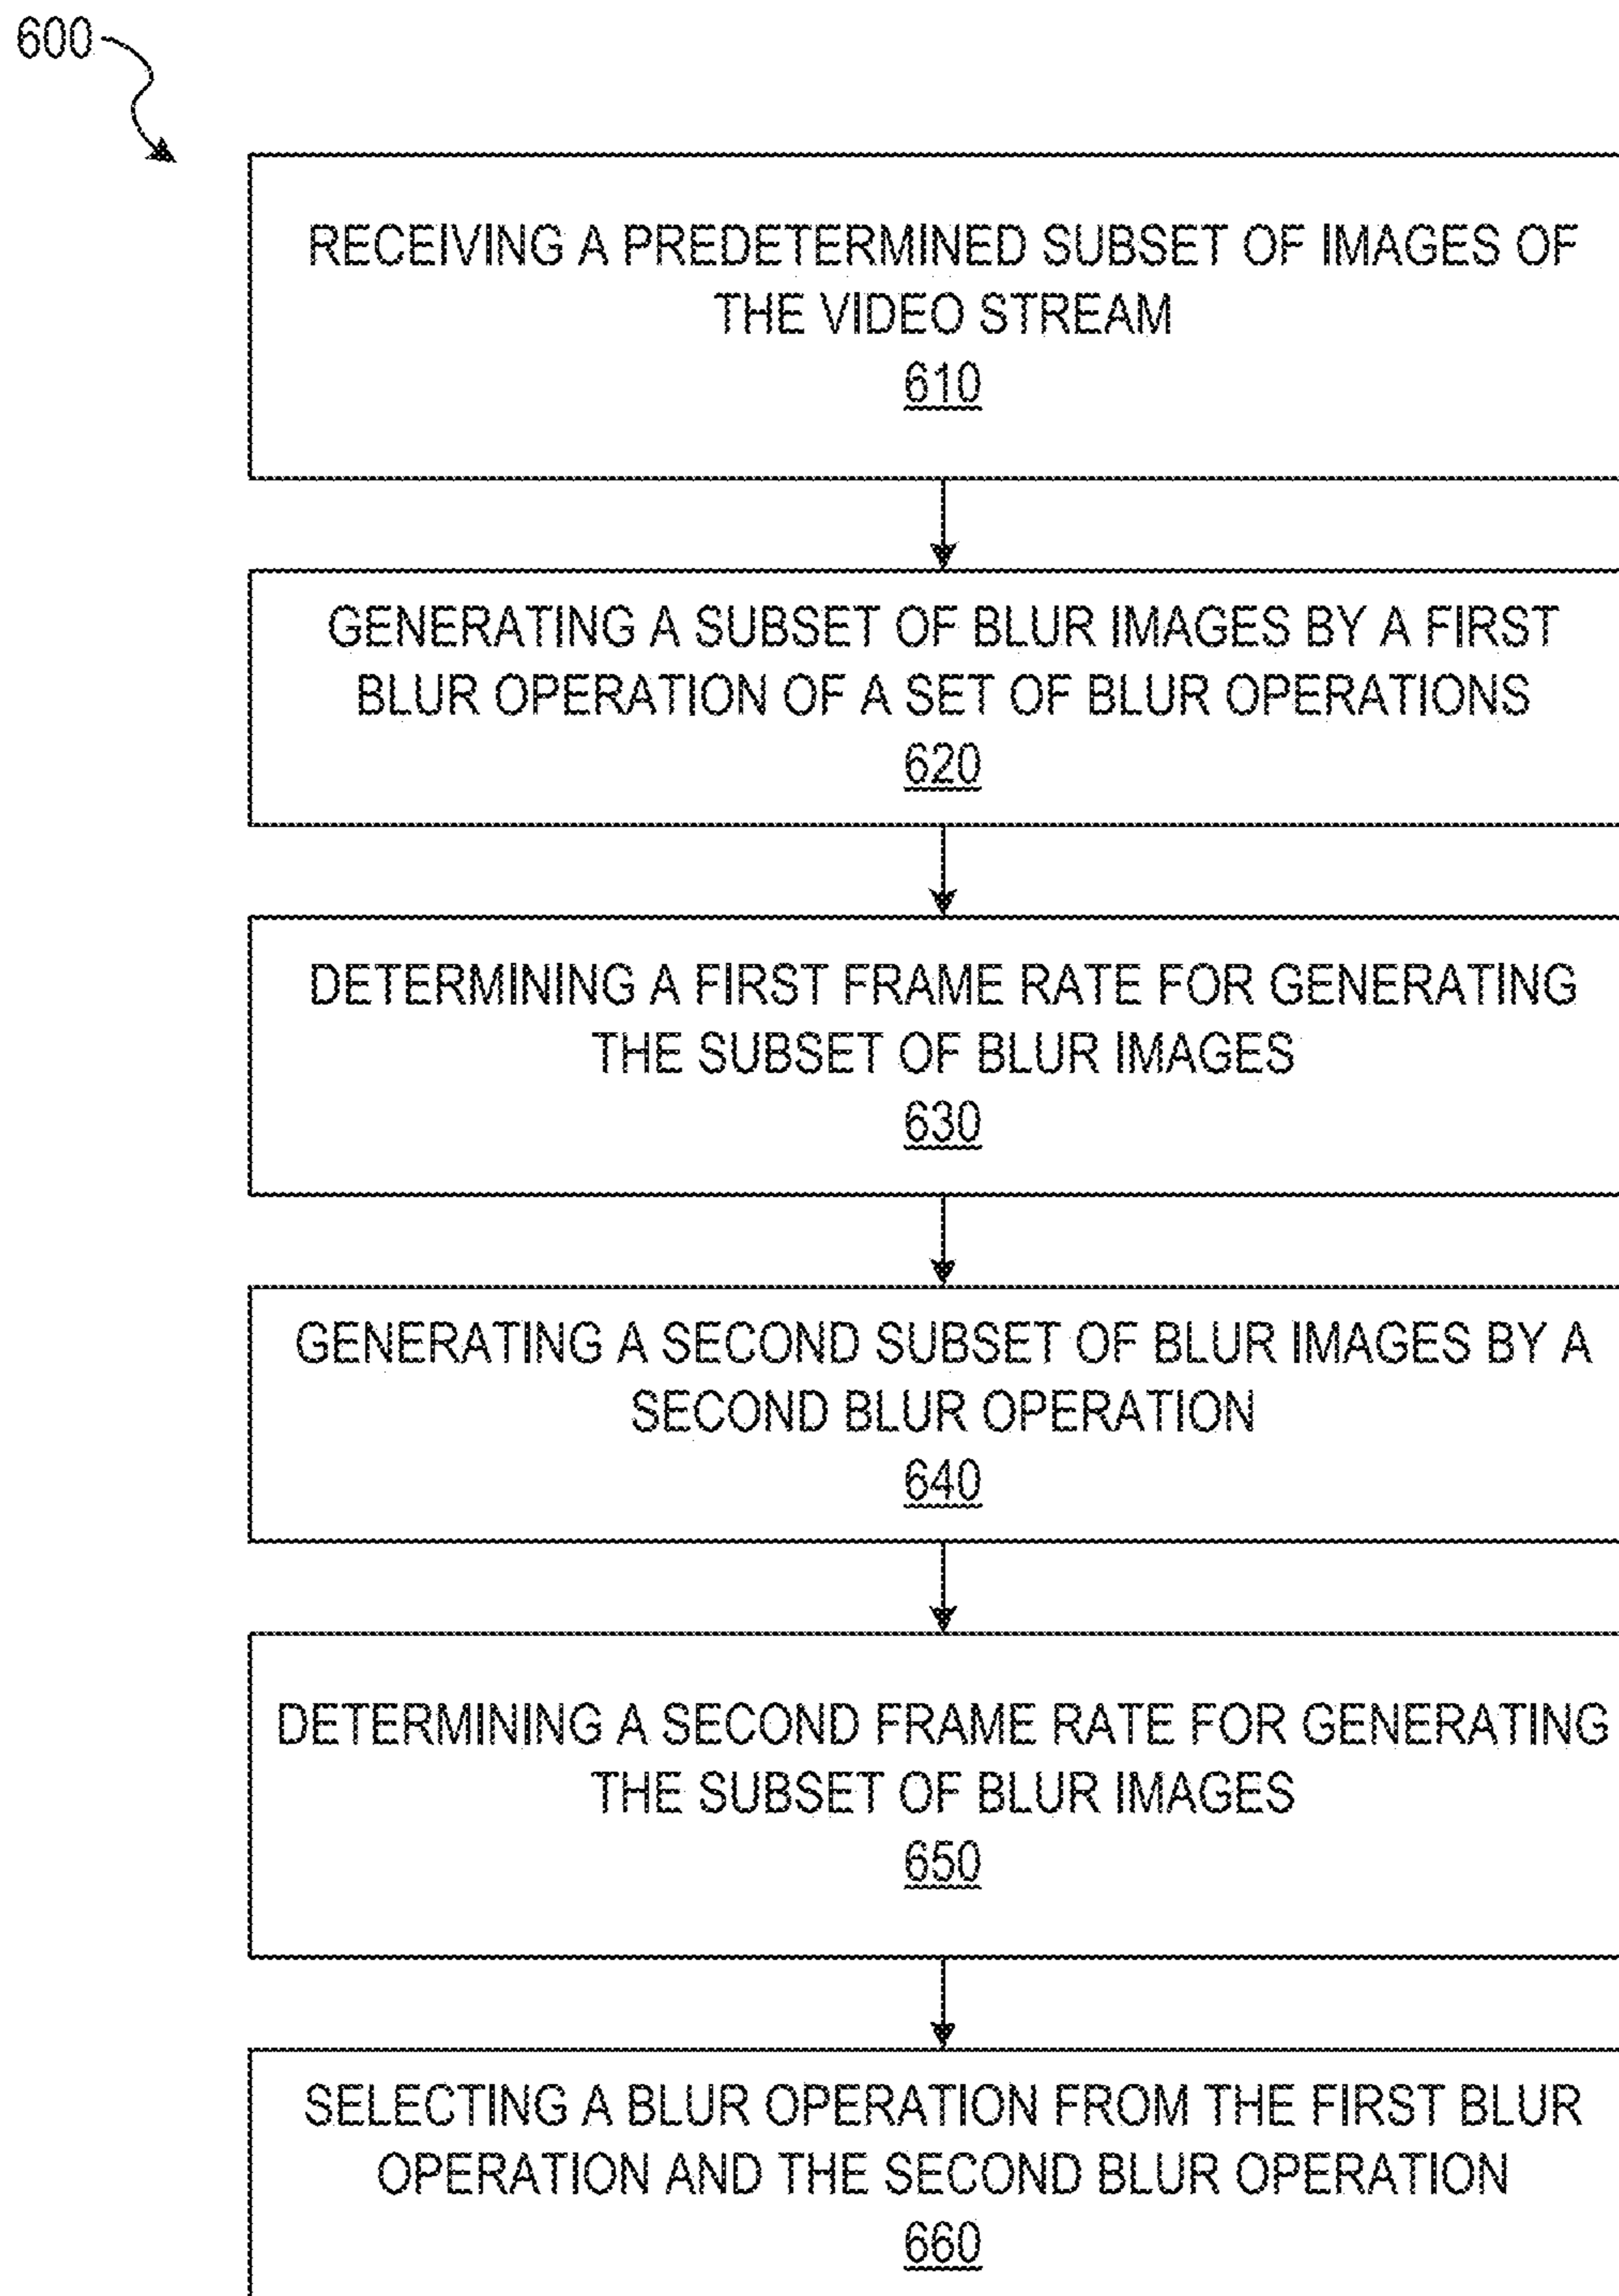 600
RECEIVING A PREDETERMINED SUBSET OF IMAGES OF
THE VIDEO STREAM
610
GENERATING A SUBSET OF BLUR IMAGES BY A FIRST
BLUR OPERATION OF A SET OF BLUR OPERATIONS
620
DETERMINING A FIRST FRAME RATE FOR GENERATING
THE SUBSET OF BLUR IMAGES
630
GENERATING A SECOND SUBSET OF BLUR IMAGES BY A
SECOND BLUR OPERATION
640
DETERMINING A SECOND FRAME RATE FOR GENERATING
THE SUBSET OF BLUR IMAGES
650
SELECTING A BLUR OPERATION FROM THE FIRST BLUR
OPERATION AND THE SECOND BLUR OPERATION
660